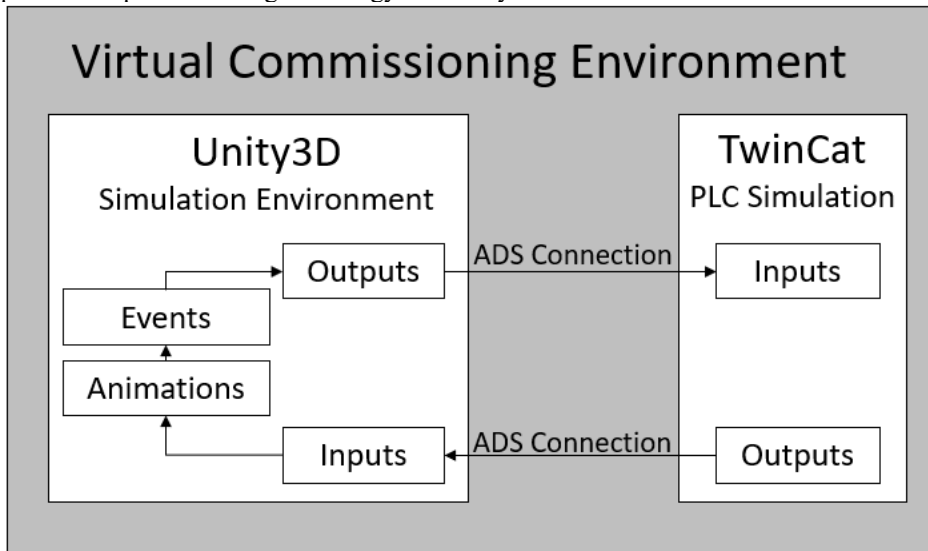 Virtual Commissioning Environment
Unity3D
Simulation Environment
TwinCat
PLC Simulation
Outputs
ADS Connection
Inputs
Events
Animations
Inputs
ADS Connection
Outputs